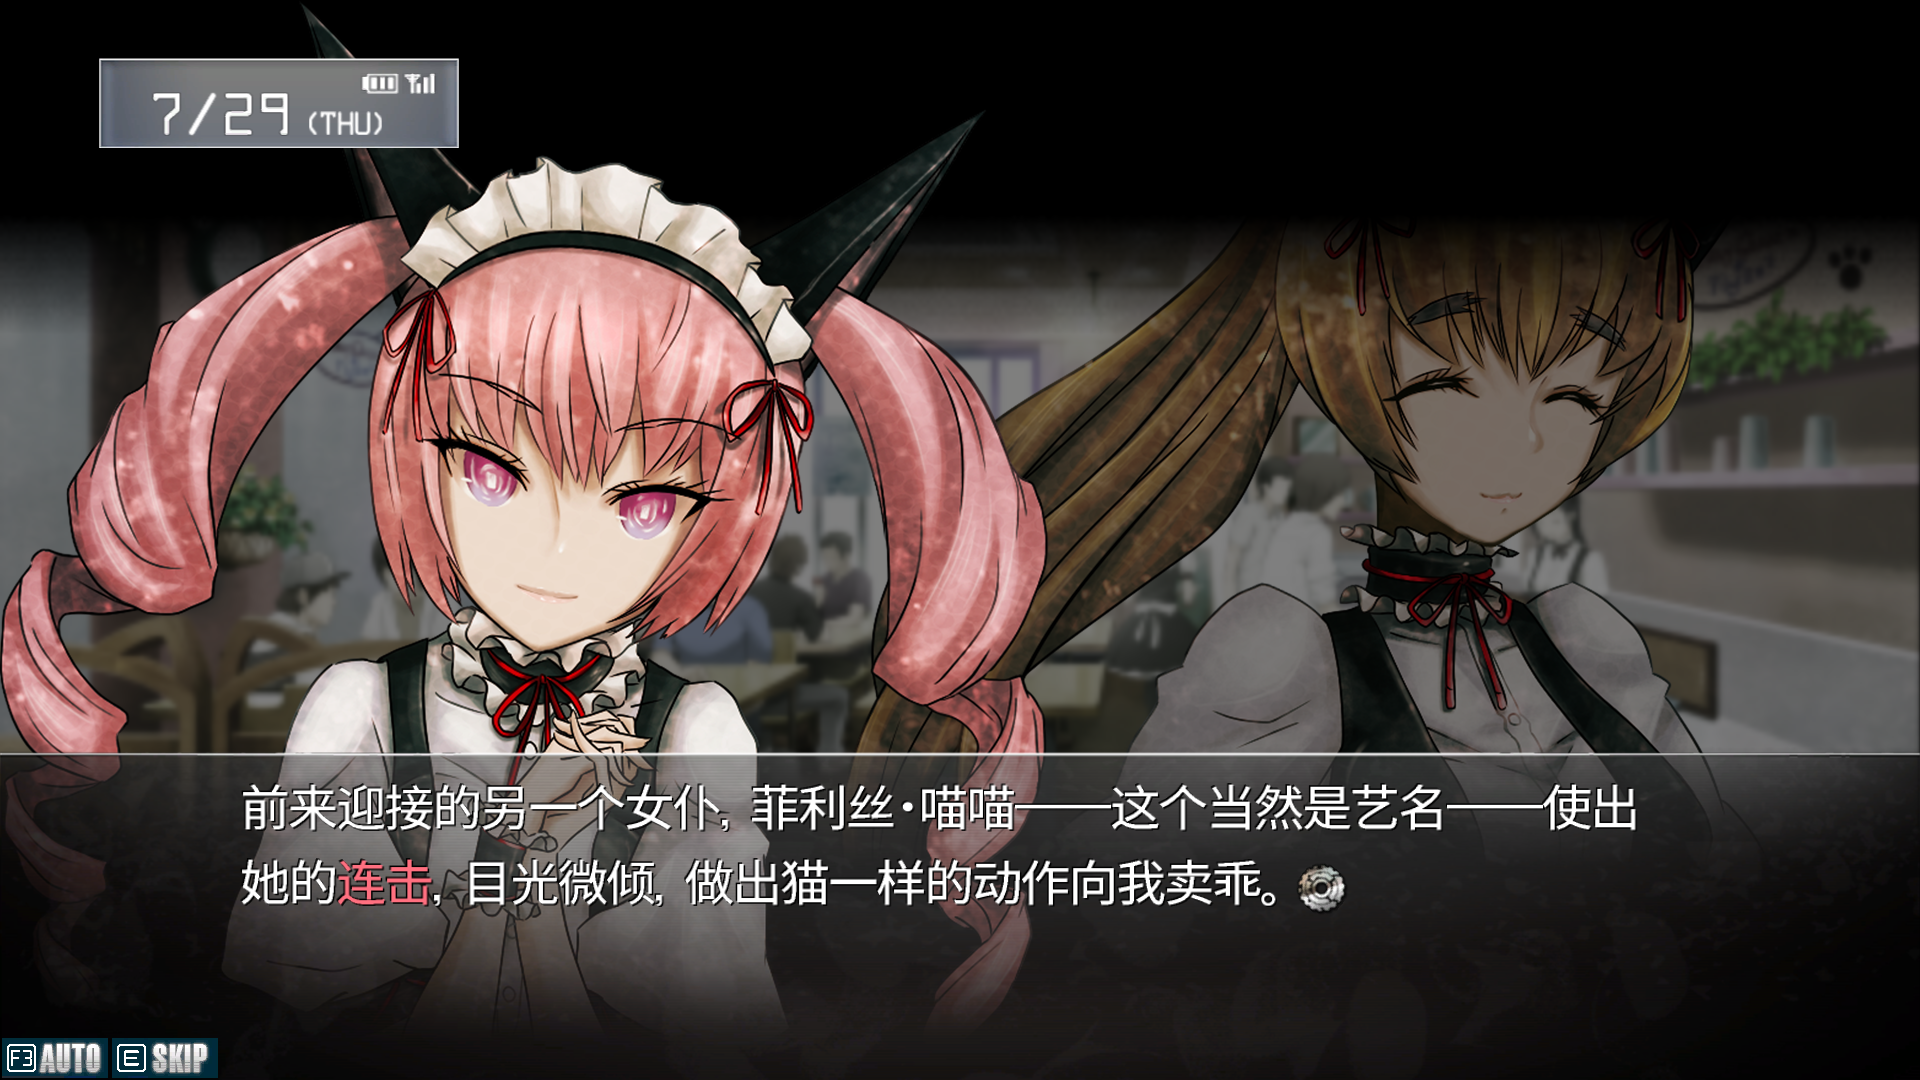 7/29 (THU)
前来迎接的另一个女仆, 菲利丝·喵喵——这个当然是艺名——使出
她的连击, 目光微倾, 做出猫一样的动作向我卖乖。
F3 AUTO E SKIP